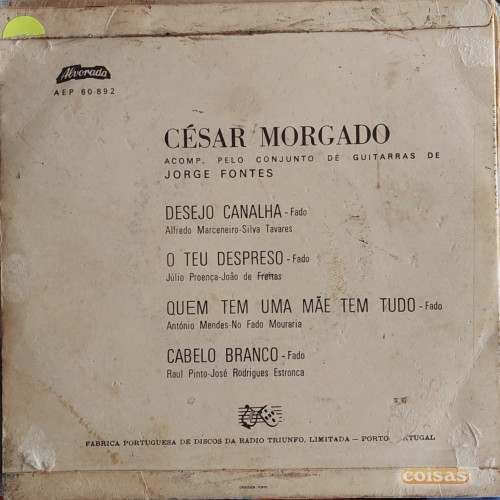 Alvorada
AEP 60 892
CÉSAR MORGADO
ACOMP. PELO CONJUNTO DE GUITARRAS DE
JORGE FONTES
DESEJO CANALHA - Fado
Alfredo Marceneiro-Silva Tavares
O TEU DESPRESO - Fado
Júlio Proença-João de Freitas
QUEM TEM UMA MÃE TEM TUDO - Fado
António Mendes-No Fado Mouraria
CABELO BRANCO - Fado
Raul Pinto-José Rodrigues Estronca
FABRICA PORTUGUESA DE DISCOS DA RADIO TRIUNFO, LIMITADA — PORTO PORTUGAL
coisas